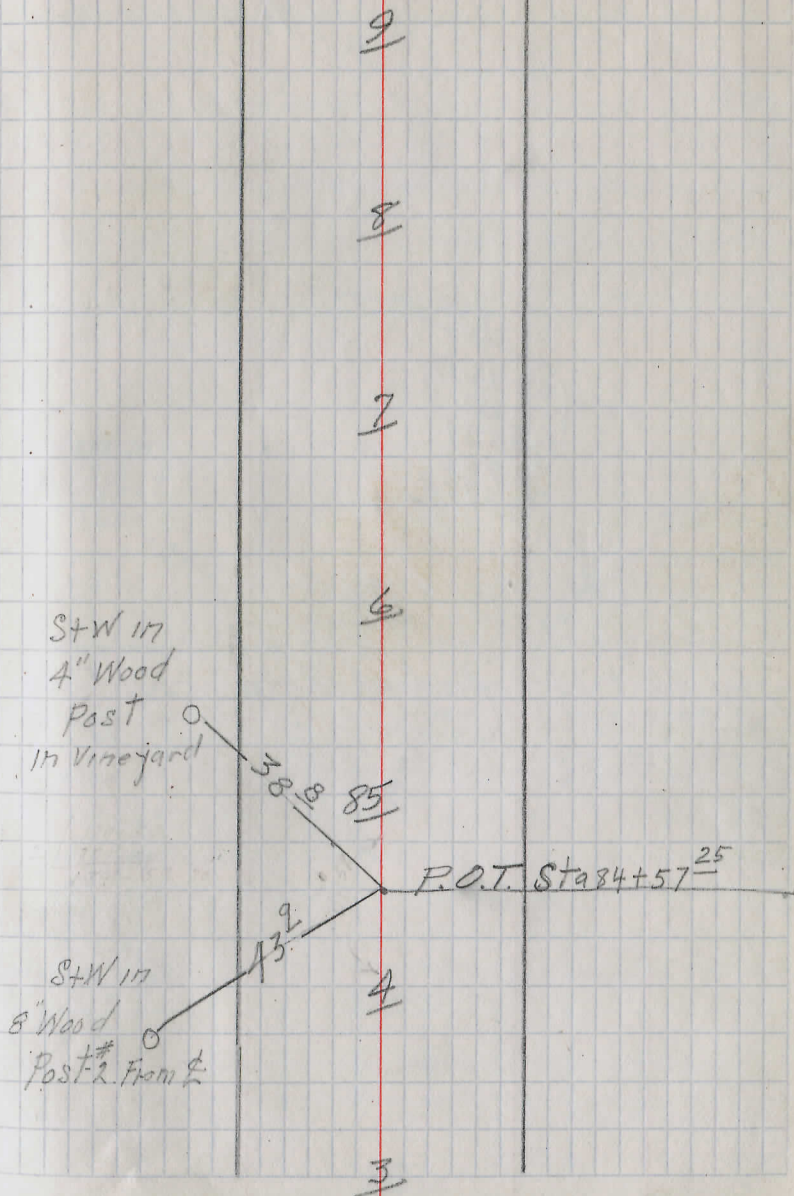 9
8
7
6
S+W in
4" Wood
Post
in Vineyard
38 8
85
P.O.T. Sta 84+57 25
43 9
4
S+W in
8" Wood
Post #2 From ℄
3